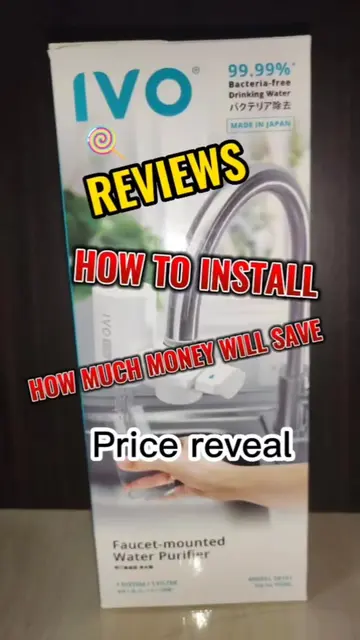 IVO®
99.99%*
Bacteria-free
Drinking Water
バクテリア除去
MADE IN JAPAN
REVIEWS
HOW TO INSTALL
IVO
HOW MUCH MONEY WILL SAVE
Price reveal
Faucet-mounted
Water Purifier